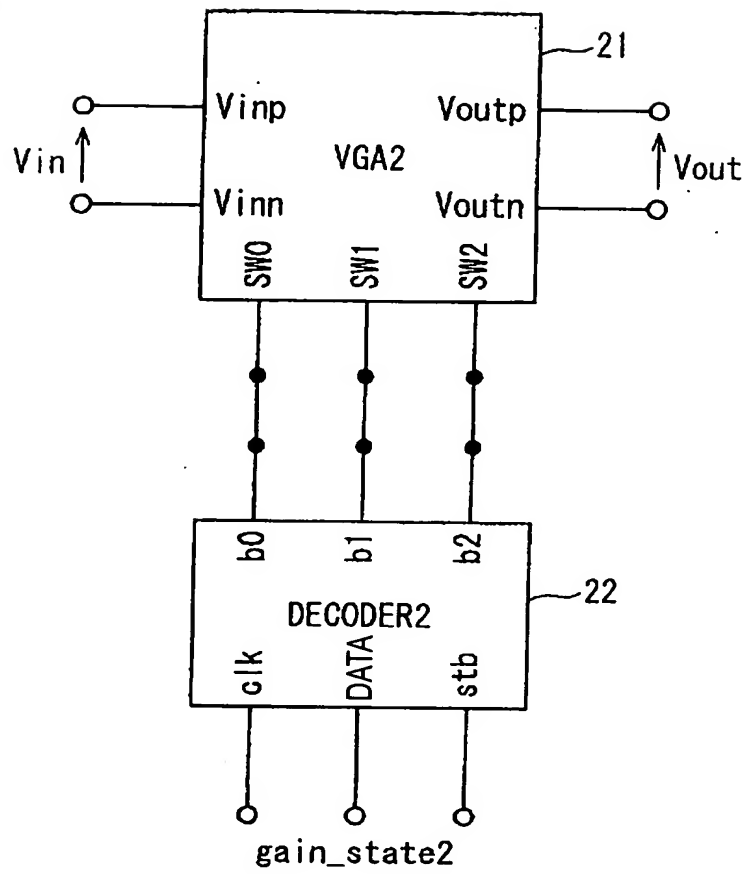 21
Vinp
Voutp
Vin
VGA2
Vout
Vinn
Voutn
SW0
SW1
SW2
b0
b1
b2
22
DECODER2
clk
DATA
stb
gain_state2